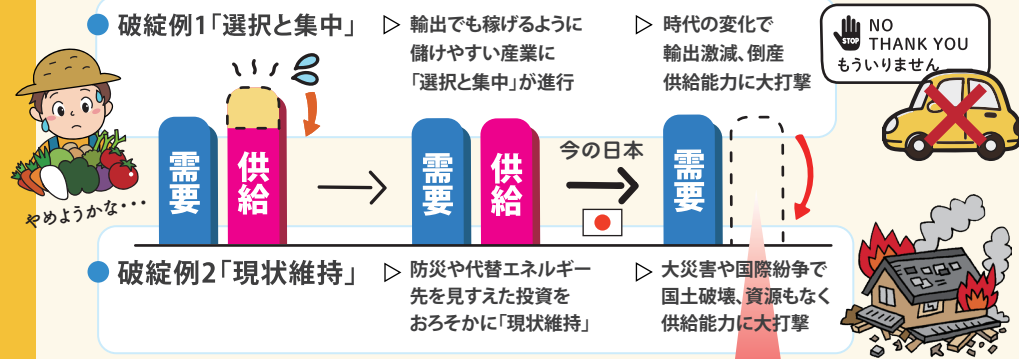 破綻例1「選択と集中」
輸出でも稼げるように
儲けやすい産業に
「選択と集中」が進行
時代の変化で
輸出激減、倒産
供給能力に大打撃
STOP
NO
THANK YOU
もういりません
需要
供給
需要
供給
今の日本
需要
やめようかな・・・
破綻例2「現状維持」
防災や代替エネルギー
先を見すえた投資を
おろそかに「現状維持」
大災害や国際紛争で
国土破壊、資源もなく
供給能力に大打撃